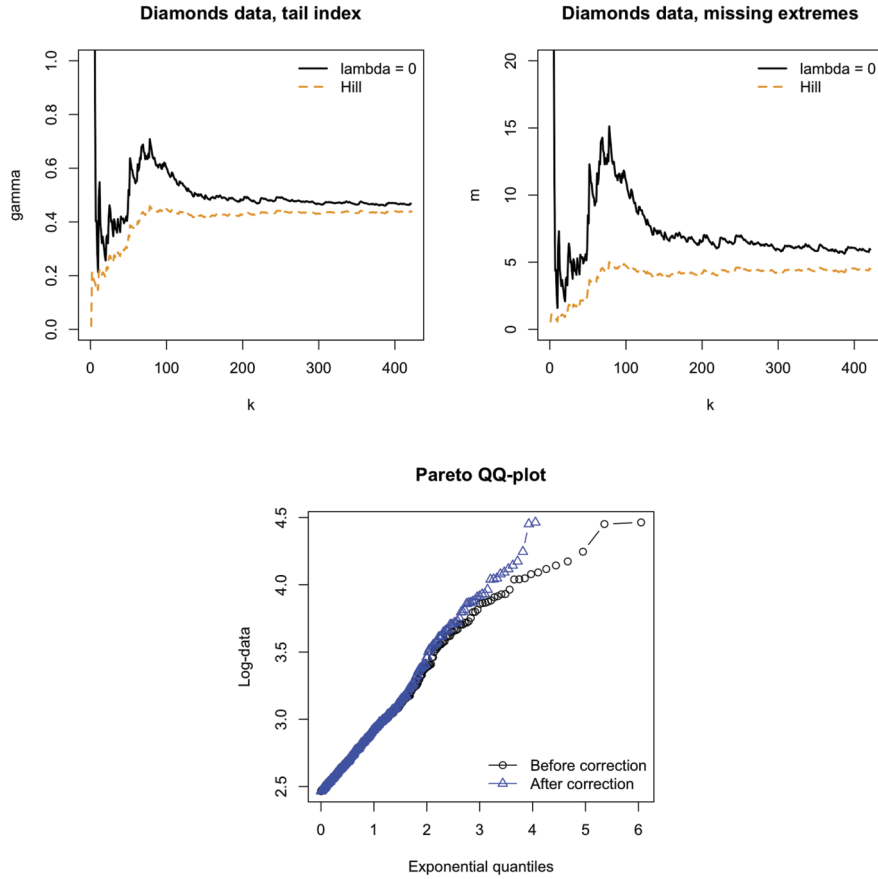 Diamonds data, tail index
gamma
1.0
0.8
0.6
0.4
0.2
0.0
lambda = 0
Hill
0 100 200 300 400
k
Diamonds data, missing extremes
m
20
15
10
5
0
lambda = 0
Hill
0 100 200 300 400
k
Pareto QQ-plot
Log-data
4.5
4.0
3.5
3.0
2.5
Before correction
After correction
0 1 2 3 4 5 6
Exponential quantiles